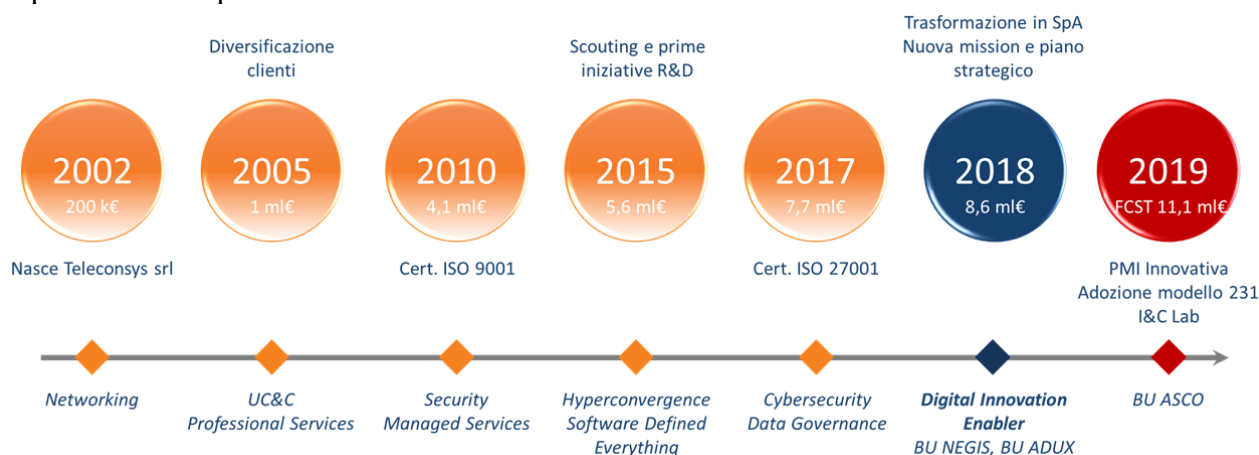 Diversificazione
clienti
Scouting e prime
iniziative R&D
Trasformazione in SpA
Nuova mission e piano
strategico
2002
200 k€
2005
1 ml€
2010
4,1 ml€
2015
5,6 ml€
2017
7,7 ml€
2018
8,6 ml€
2019
FCST 11,1 ml€
Nasce Teleconsys srl
Cert. ISO 9001
Cert. ISO 27001
PMI Innovativa
Adozione modello 231
I&C Lab
Networking
UC&C
Professional Services
Security
Managed Services
Hyperconvergence
Software Defined
Everything
Cybersecurity
Data Governance
Digital Innovation
Enabler
BU NEGIS, BU ADUX
BU ASCO